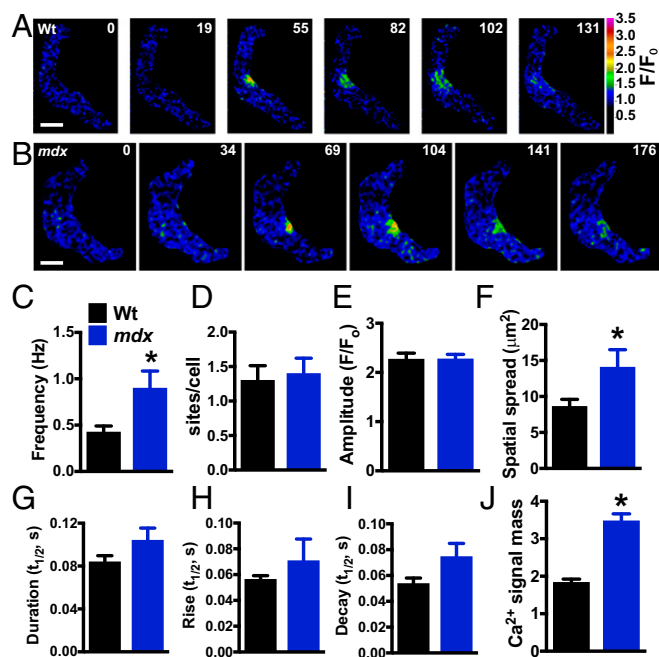 A Wt 0 19 55 82 102 131
3.5
3.0
2.5
2.0
1.5
1.0
0.5
F/F0
B mdx 0 34 69 104 141 176
C Wt
mdx
Frequency (Hz)
1.5
1.0
0.5
0.0
*
D
sites/cell
2.0
1.5
1.0
0.5
0.0
E
Amplitude (F/Fo)
3
2
1
0
F
Spatial spread (μm²)
20
15
10
5
0
*
G
Duration (t1/2, s)
0.12
0.08
0.04
0.00
H
Rise (t1/2, s)
0.10
0.08
0.06
0.04
0.02
0.00
I
Decay (t1/2, s)
0.10
0.08
0.06
0.04
0.02
0.00
J
Ca²⁺ signal mass
4
3
2
1
0
*